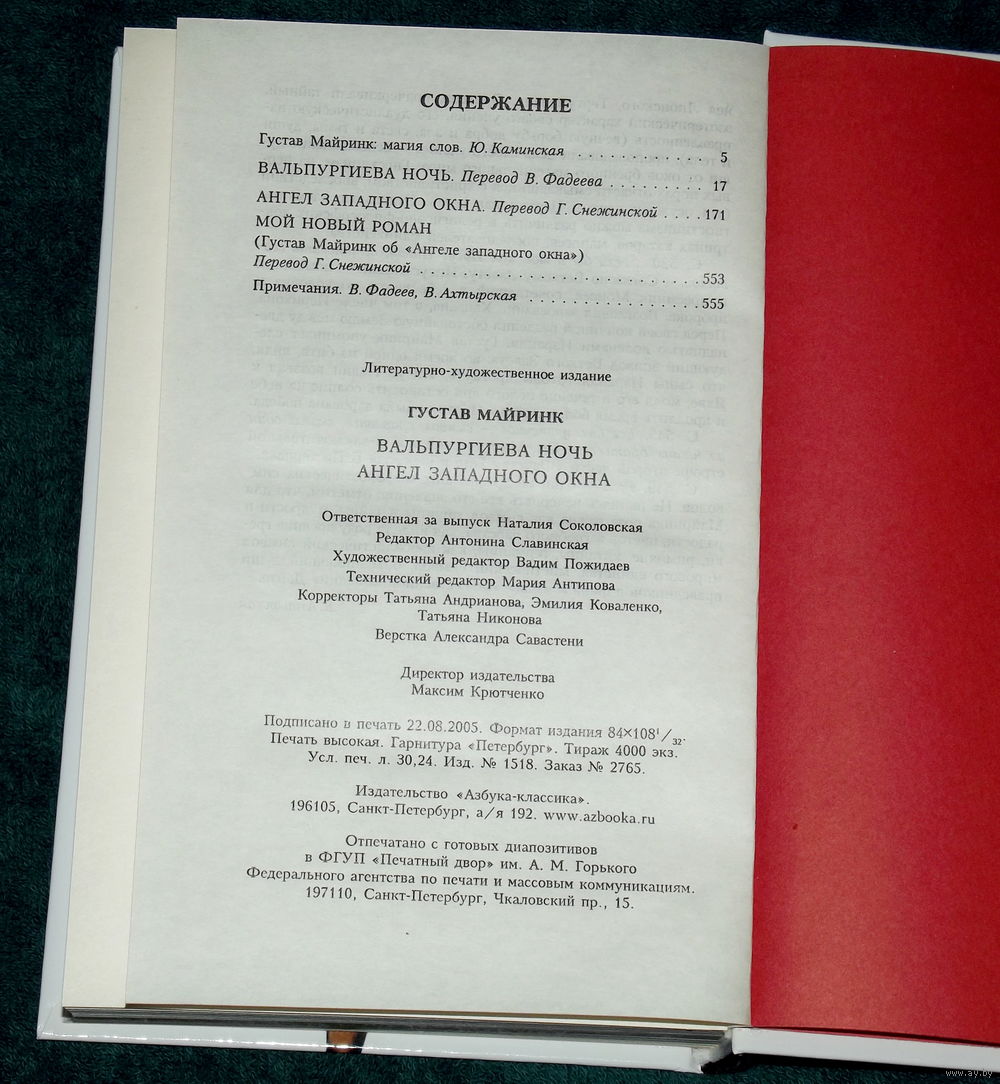 СОДЕРЖАНИЕ
Густав Майринк: магия слов. Ю. Каминская . . . . . . . . . . . . 5
ВАЛЬПУРГИЕВА НОЧЬ. Перевод В. Фадеева . . . . . . . . . 17
АНГЕЛ ЗАПАДНОГО ОКНА. Перевод Г. Снежинской . . . . 171
МОЙ НОВЫЙ РОМАН
(Густав Майринк об «Ангеле западного окна»)
Перевод Г. Снежинской . . . . . . . . . . . . . . . . . . . . . . . . . . 553
Примечания. В. Фадеев, В. Ахтырская . . . . . . . . . . . . . . . . 555
Литературно-художественное издание
ГУСТАВ МАЙРИНК
ВАЛЬПУРГИЕВА НОЧЬ
АНГЕЛ ЗАПАДНОГО ОКНА
Ответственная за выпуск Наталия Соколовская
Редактор Антонина Славинская
Художественный редактор Вадим Пожидаев
Технический редактор Мария Антипова
Корректоры Татьяна Андрианова, Эмилия Коваленко,
Татьяна Никонова
Верстка Александра Савастени
Директор издательства
Максим Крютченко
Подписано в печать 22.08.2005. Формат издания 84×108¹/₃₂.
Печать высокая. Гарнитура «Петербург». Тираж 4000 экз.
Усл. печ. л. 30,24. Изд. № 1518. Заказ № 2765.
Издательство «Азбука-классика».
196105, Санкт-Петербург, а/я 192. www.azbooka.ru
Отпечатано с готовых диапозитивов
в ФГУП «Печатный двор» им. А. М. Горького
Федерального агентства по печати и массовым коммуникациям.
197110, Санкт-Петербург, Чкаловский пр., 15.
www.ay.by